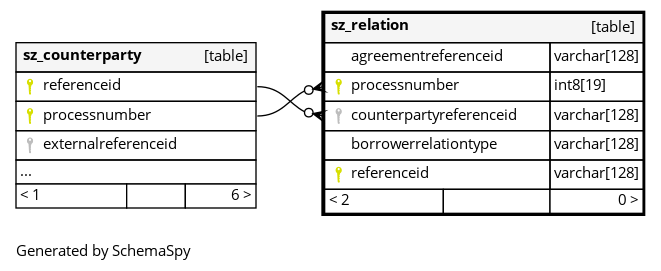 sz_counterparty [table]
referenceid
processnumber
externalreferenceid
...
< 1 6 >
sz_relation [table]
agreementreferenceid varchar[128]
processnumber int8[19]
counterpartyreferenceid varchar[128]
borrowerrelationtype varchar[128]
referenceid varchar[128]
< 2 0 >
Generated by SchemaSpy